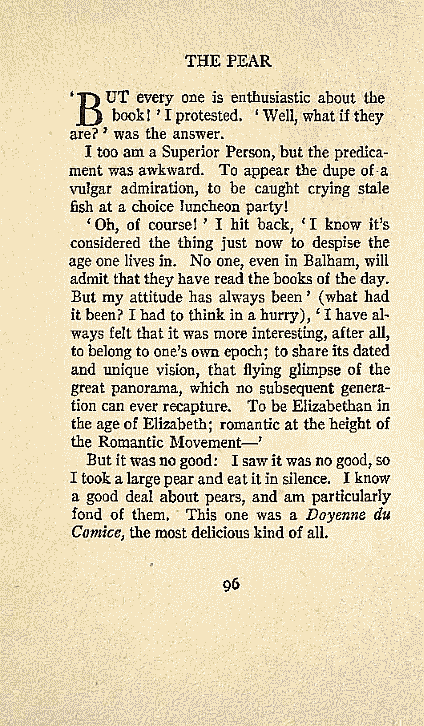 THE PEAR
‘BUT every one is enthusiastic about the
book!’ I protested. ‘Well, what if they
are?’ was the answer.
I too am a Superior Person, but the predica-
ment was awkward. To appear the dupe of a
vulgar admiration, to be caught crying stale
fish at a choice luncheon party!
‘Oh, of course!’ I hit back, ‘I know it’s
considered the thing just now to despise the
age one lives in. No one, even in Balham, will
admit that they have read the books of the day.
But my attitude has always been’ (what had
it been? I had to think in a hurry), ‘I have al-
ways felt that it was more interesting, after all,
to belong to one’s own epoch; to share its dated
and unique vision, that flying glimpse of the
great panorama, which no subsequent genera-
tion can ever recapture. To be Elizabethan in
the age of Elizabeth; romantic at the height of
the Romantic Movement—’
But it was no good: I saw it was no good, so
I took a large pear and eat it in silence. I know
a good deal about pears, and am particularly
fond of them. This one was a Doyenne du
Comice, the most delicious kind of all.
96